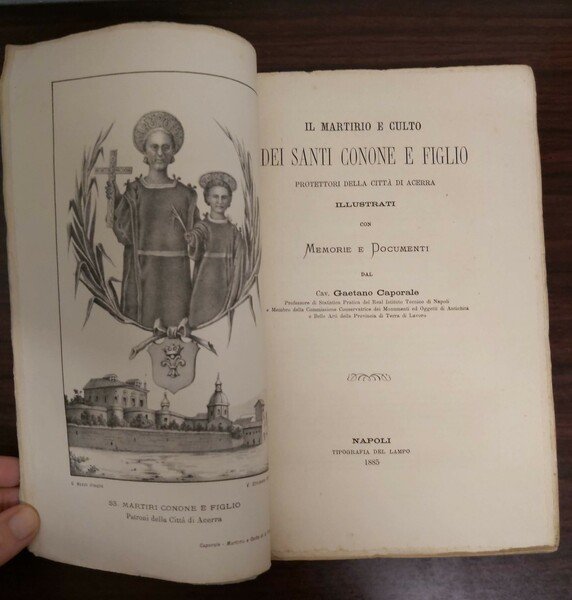 SS. MARTIRI CONONE E FIGLIO
Patroni della Città di Acerra
IL MARTIRIO E CULTO
DEI SANTI CONONE E FIGLIO
PROTETTORI DELLA CITTÀ DI ACERRA
ILLUSTRATI
CON
MEMORIE E DOCUMENTI
DAL
CAV. Gaetano Caporale
Professore di Statistica Pratica del Real Istituto Tecnico di Napoli
e Membro della Commissione Conservatrice dei Monumenti ed Oggetti di Antichità
e Belle Arti della Provincia di Terra di Lavoro
NAPOLI
TIPOGRAFIA DEL LAMPO
1885